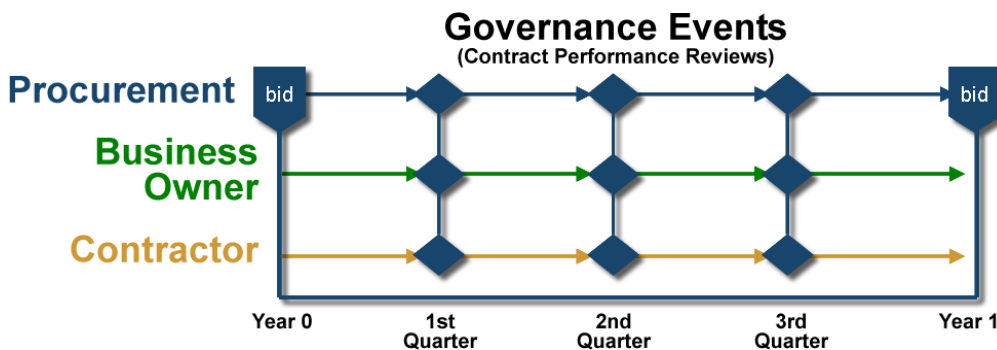 Governance Events
(Contract Performance Reviews)
Procurement
bid
bid
Business
Owner
Contractor
Year 0
1st
Quarter
2nd
Quarter
3rd
Quarter
Year 1